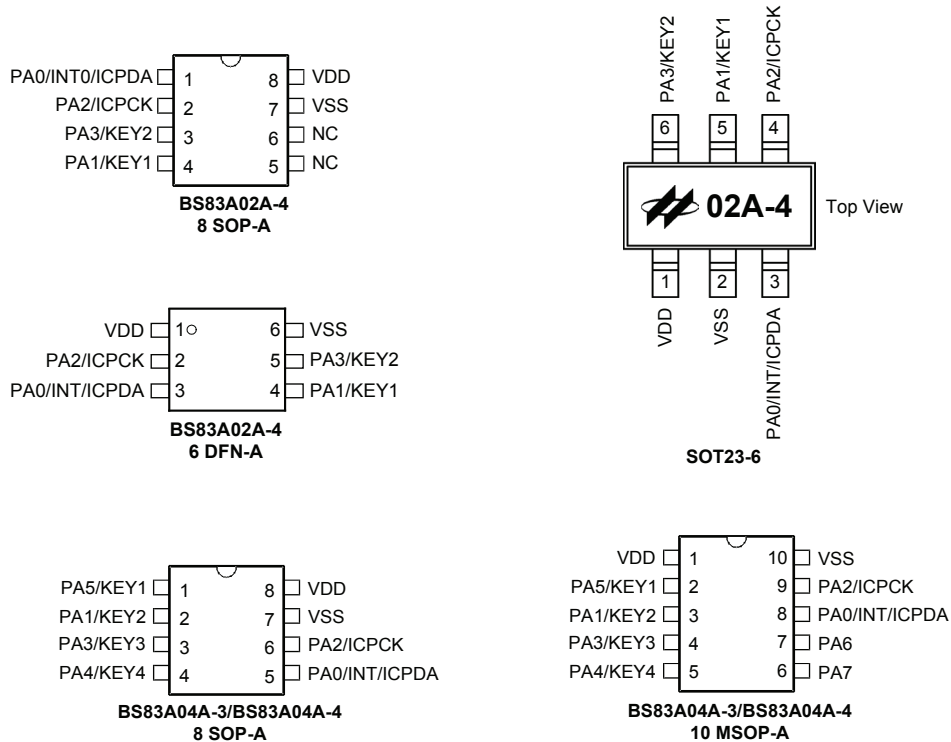 PA0/INT0/ICPDA 1 8 VDD
PA2/ICPCK 2 7 VSS
PA3/KEY2 3 6 NC
PA1/KEY1 4 5 NC
BS83A02A-4
8 SOP-A
PA3/KEY2
PA1/KEY1
PA2/ICPCK
6 5 4
02A-4
Top View
1 2 3
VDD
VSS
PA0/INT/ICPDA
SOT23-6
VDD 1 6 VSS
PA2/ICPCK 2 5 PA3/KEY2
PA0/INT/ICPDA 3 4 PA1/KEY1
BS83A02A-4
6 DFN-A
PA5/KEY1 1 8 VDD
PA1/KEY2 2 7 VSS
PA3/KEY3 3 6 PA2/ICPCK
PA4/KEY4 4 5 PA0/INT/ICPDA
BS83A04A-3/BS83A04A-4
8 SOP-A
VDD 1 10 VSS
PA5/KEY1 2 9 PA2/ICPCK
PA1/KEY2 3 8 PA0/INT/ICPDA
PA3/KEY3 4 7 PA6
PA4/KEY4 5 6 PA7
BS83A04A-3/BS83A04A-4
10 MSOP-A